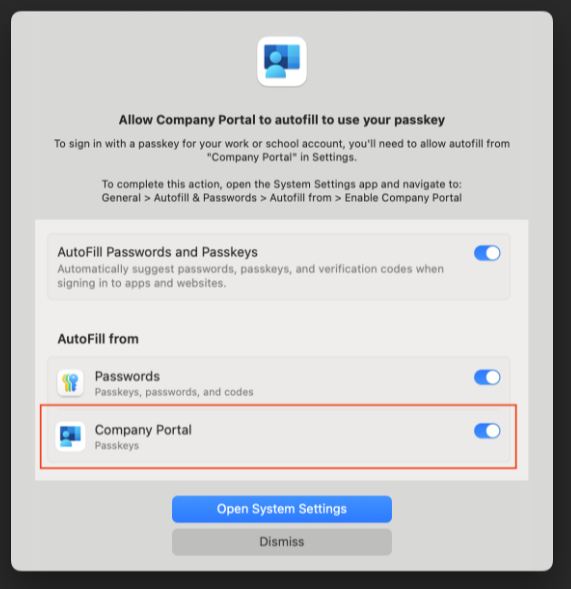 Allow Company Portal to autofill to use your passkey
To sign in with a passkey for your work or school account, you'll need to allow autofill from
"Company Portal" in Settings.
To complete this action, open the System Settings app and navigate to:
General > Autofill & Passwords > Autofill from > Enable Company Portal
AutoFill Passwords and Passkeys
Automatically suggest passwords, passkeys, and verification codes when
signing in to apps and websites.
AutoFill from
Passwords
Passkeys, passwords, and codes
Company Portal
Passkeys
Open System Settings
Dismiss